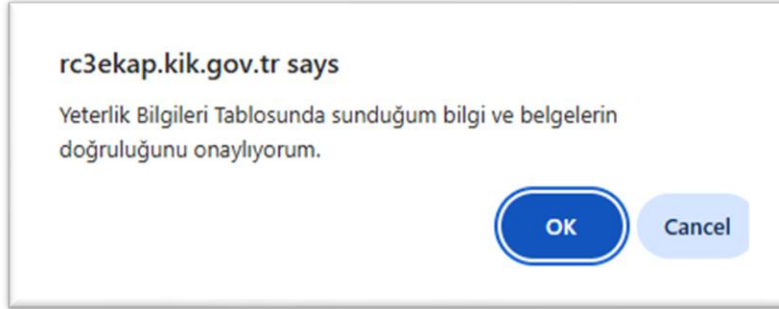 rc3ekap.kik.gov.tr says
Yeterlik Bilgileri Tablosunda sunduğum bilgi ve belgelerin
doğruluğunu onaylıyorum.
OK Cancel